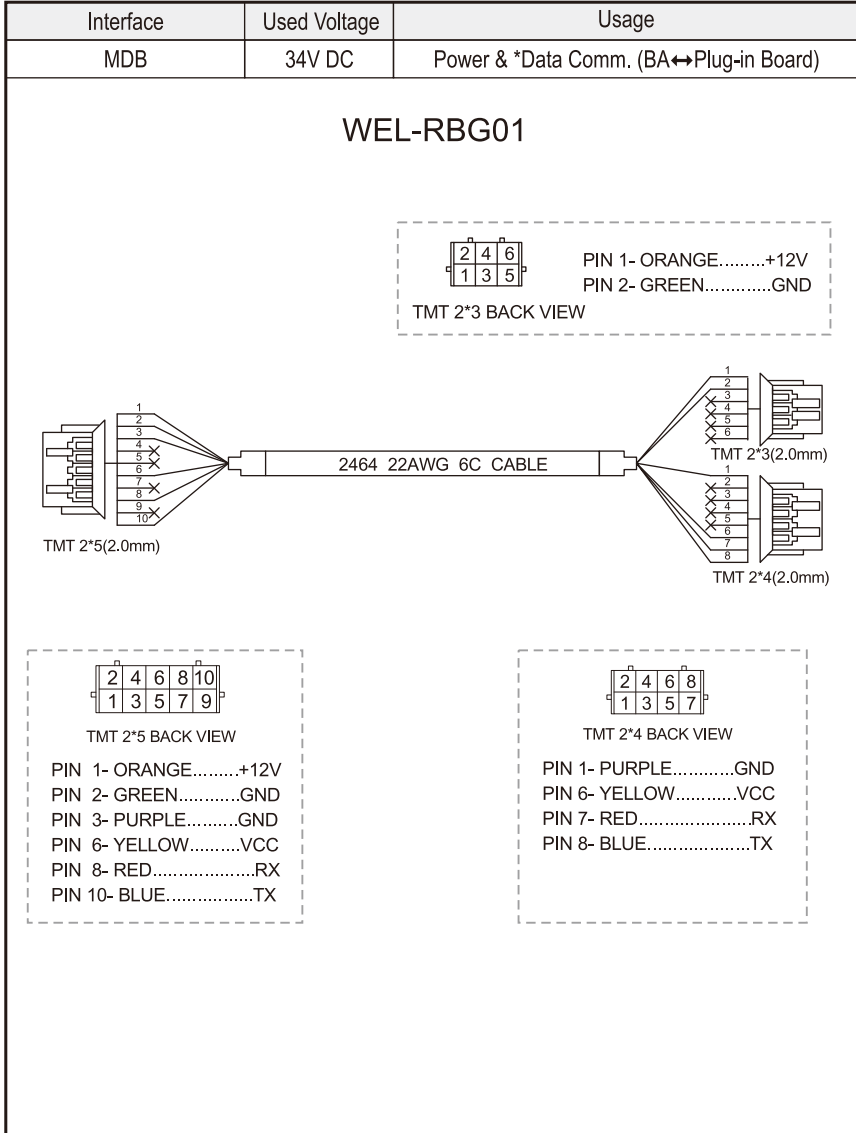 Interface Used Voltage Usage
MDB 34V DC Power & *Data Comm. (BA↔Plug-in Board)
WEL-RBG01
2 4 6
1 3 5
TMT 2*3 BACK VIEW
PIN 1- ORANGE.........+12V
PIN 2- GREEN.............GND
1
2
3
4
5
6
7
8
9
10
TMT 2*5(2.0mm)
2464 22AWG 6C CABLE
1
2
3
4
5
6
TMT 2*3(2.0mm)
1
2
3
4
5
6
7
8
TMT 2*4(2.0mm)
2 4 6 8 10
1 3 5 7 9
TMT 2*5 BACK VIEW
PIN 1- ORANGE.........+12V
PIN 2- GREEN............GND
PIN 3- PURPLE..........GND
PIN 6- YELLOW..........VCC
PIN 8- RED....................RX
PIN 10- BLUE.................TX
2 4 6 8
1 3 5 7
TMT 2*4 BACK VIEW
PIN 1- PURPLE...........GND
PIN 6- YELLOW...........VCC
PIN 7- RED.....................RX
PIN 8- BLUE...................TX